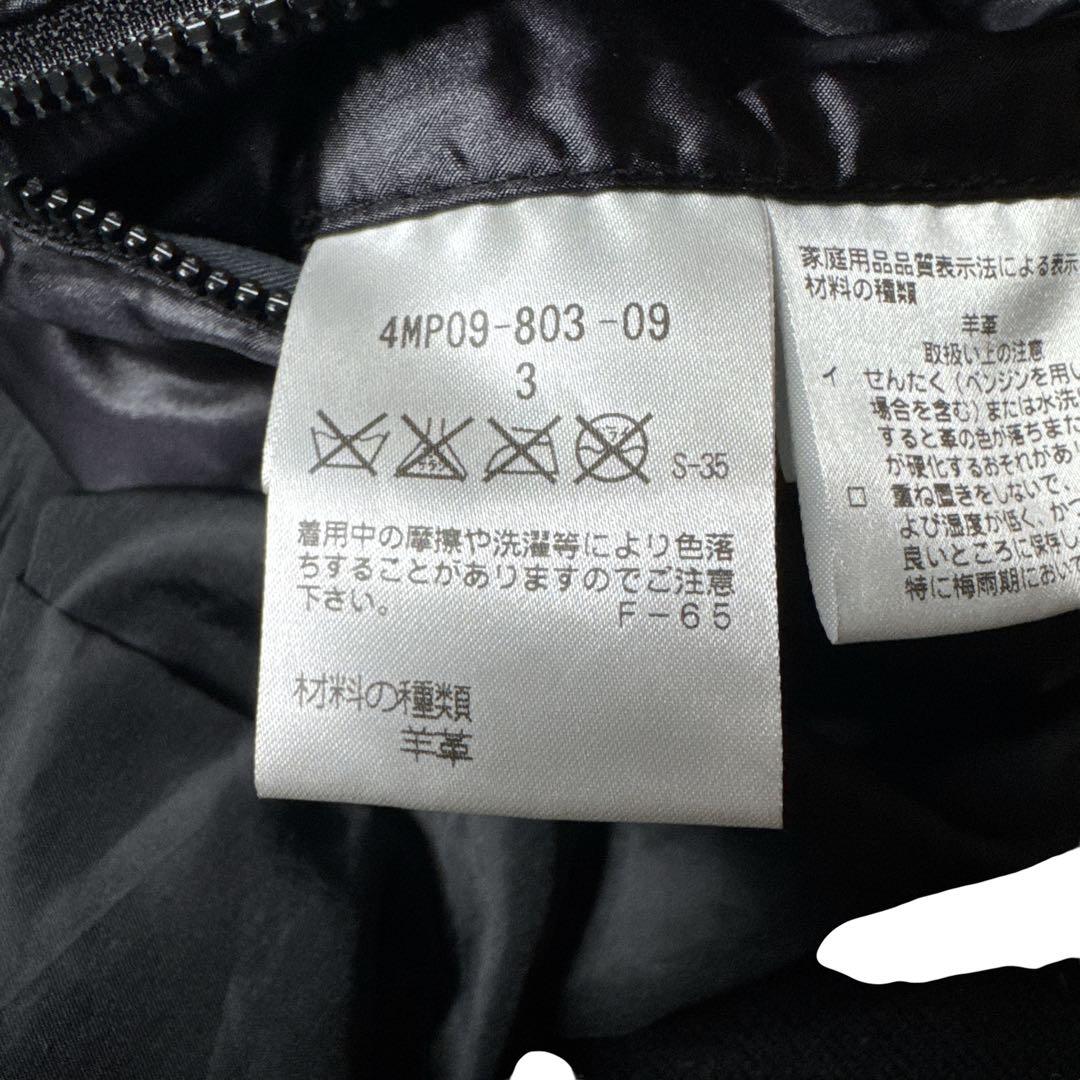 4MP09-803-09
3
S-35
着用中の摩擦や洗濯等により色落
ちすることがありますのでご注意
下さい。
F-65
材料の種類
羊革
家庭用品品質表示法による表示
材料の種類
羊革
取扱い上の注意
イ せんたく(ベンジンを用い
場合を含む)または水洗
すると革の色が落ちまた
が硬化するおそれがあり
ロ 重ね置きをしないで、
よび湿度が低く、かつ
良いところに保存し
特に梅雨期において